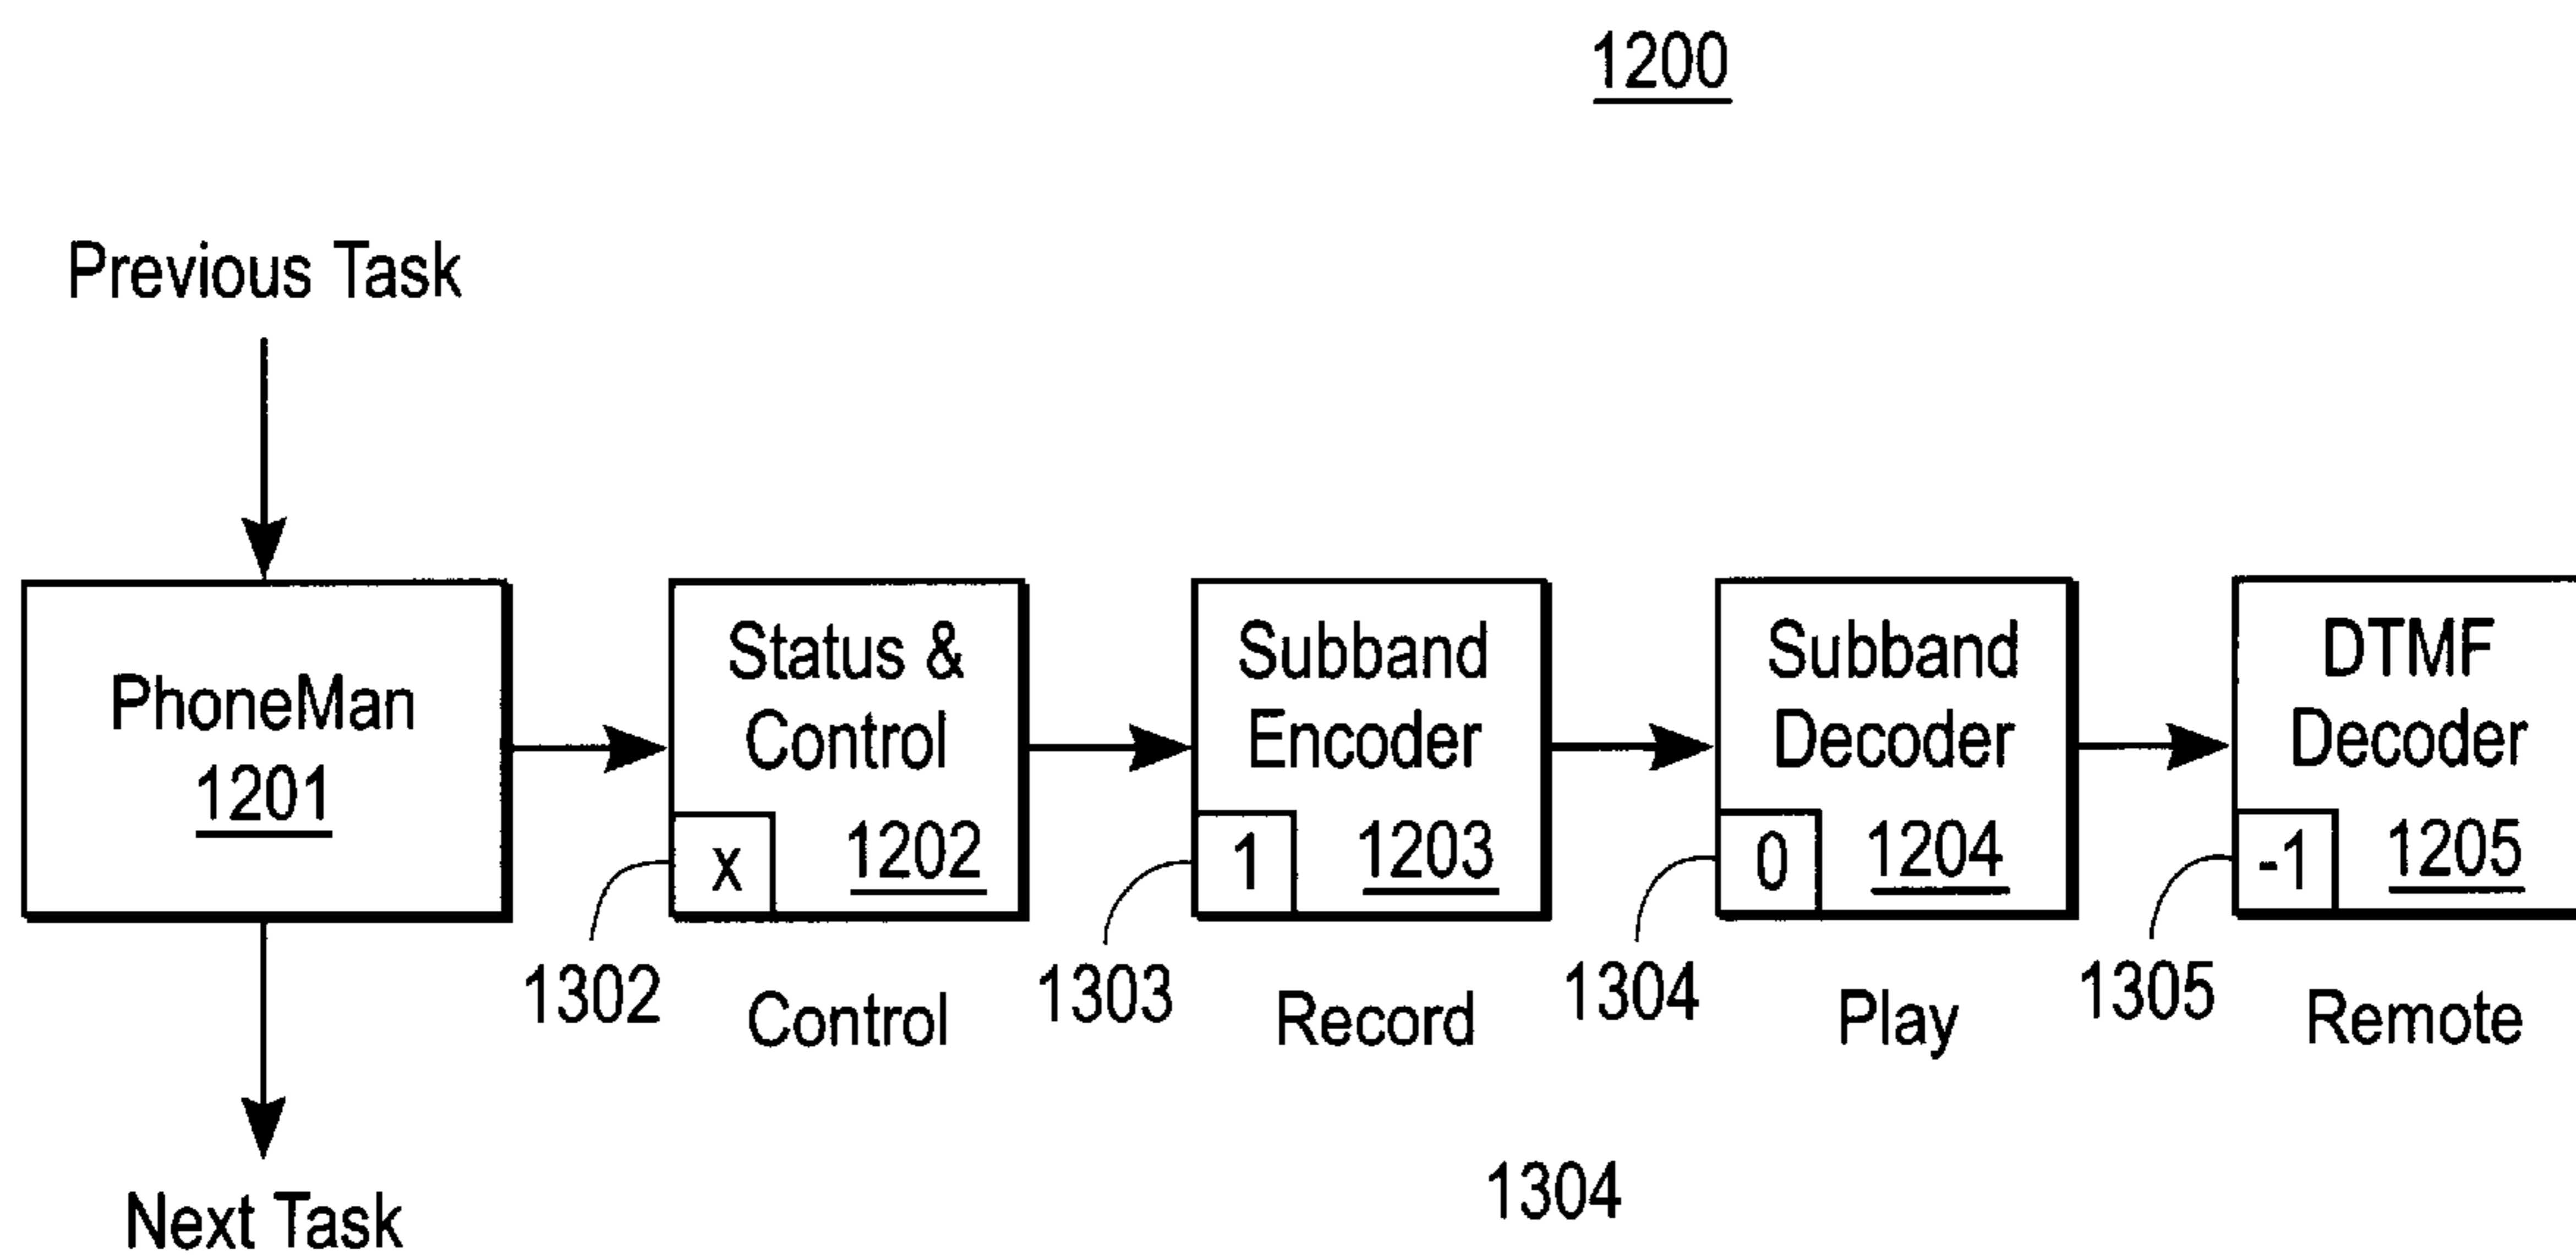 1200
Previous Task
PhoneMan
1201
Status &
Control
1202
x
1302
Control
Subband
Encoder
1203
1
1303
Record
Subband
Decoder
1204
0
1304
Play
DTMF
Decoder
1205
-1
1305
Remote
Next Task
1304